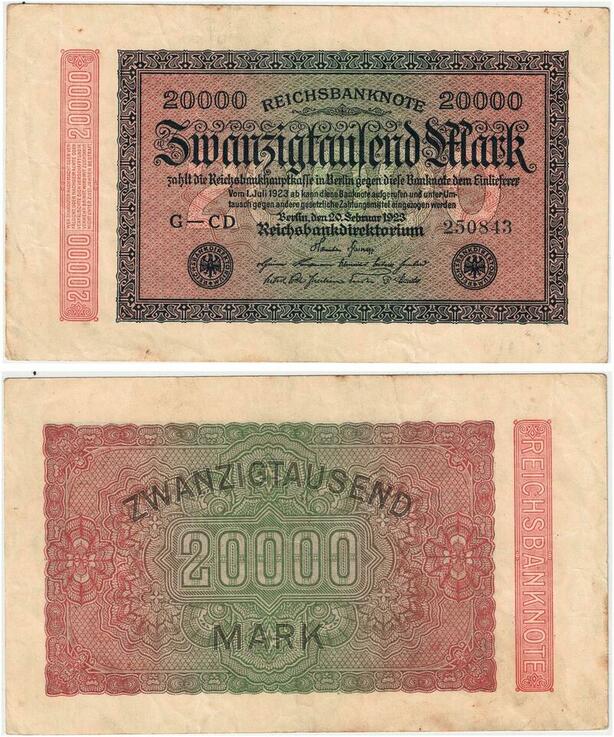 20000 REICHSBANKNOTE 20000
Zwanzigtausend Mark
zahlt die Reichsbankhauptkasse in Berlin gegen diese Banknote dem Einlieferer
Vom 1. Juli 1923 ab kann diese Banknote aufgerufen und unter Um-
tausch gegen andere gesetzliche Zahlungsmittel eingezogen werden
Berlin, den 20. Februar 1923
G—CD Reichsbankdirektorium 250843
20000
20000
ZWANZIGTAUSEND
20000
MARK
REICHSBANKNOTE